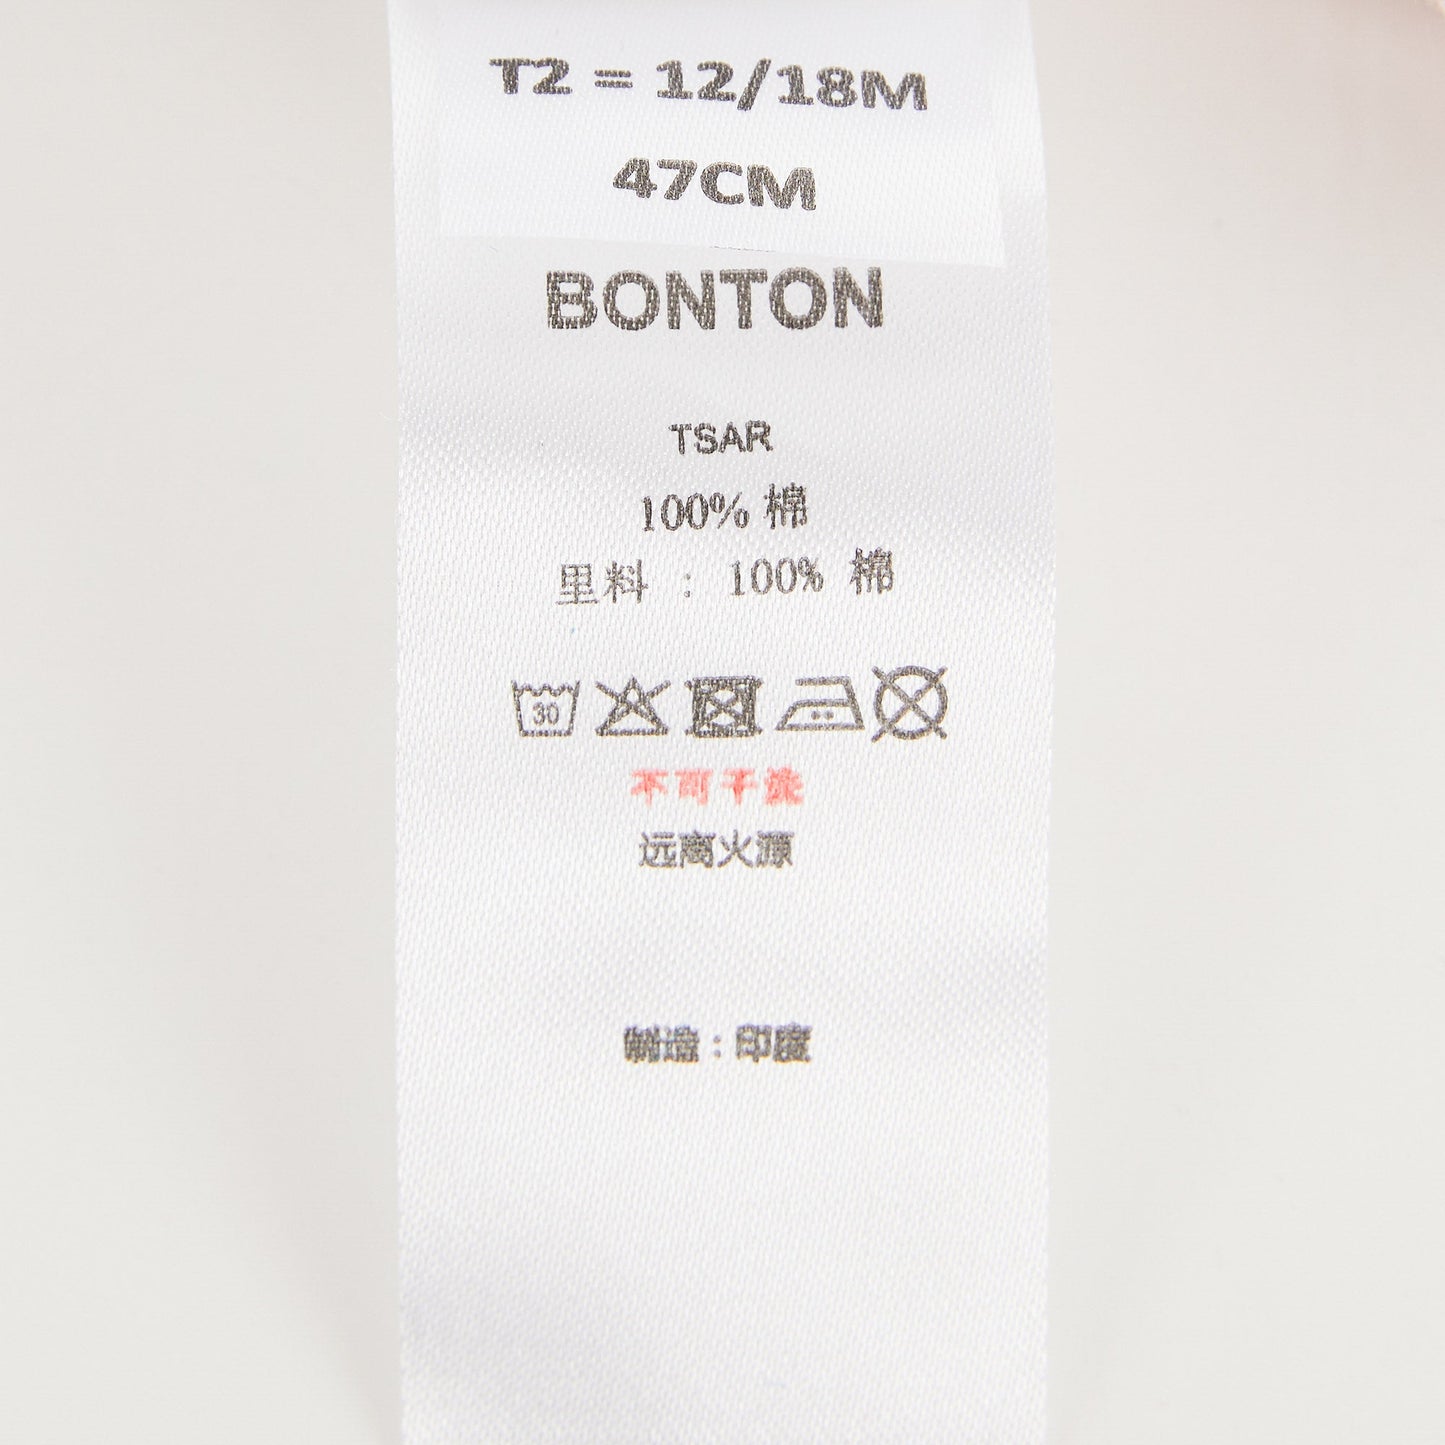 T2 = 12/18M
47CM
BONTON
TSAR
100% 棉
里料 : 100% 棉
30
不可干洗
远离火源
制造 : 印度